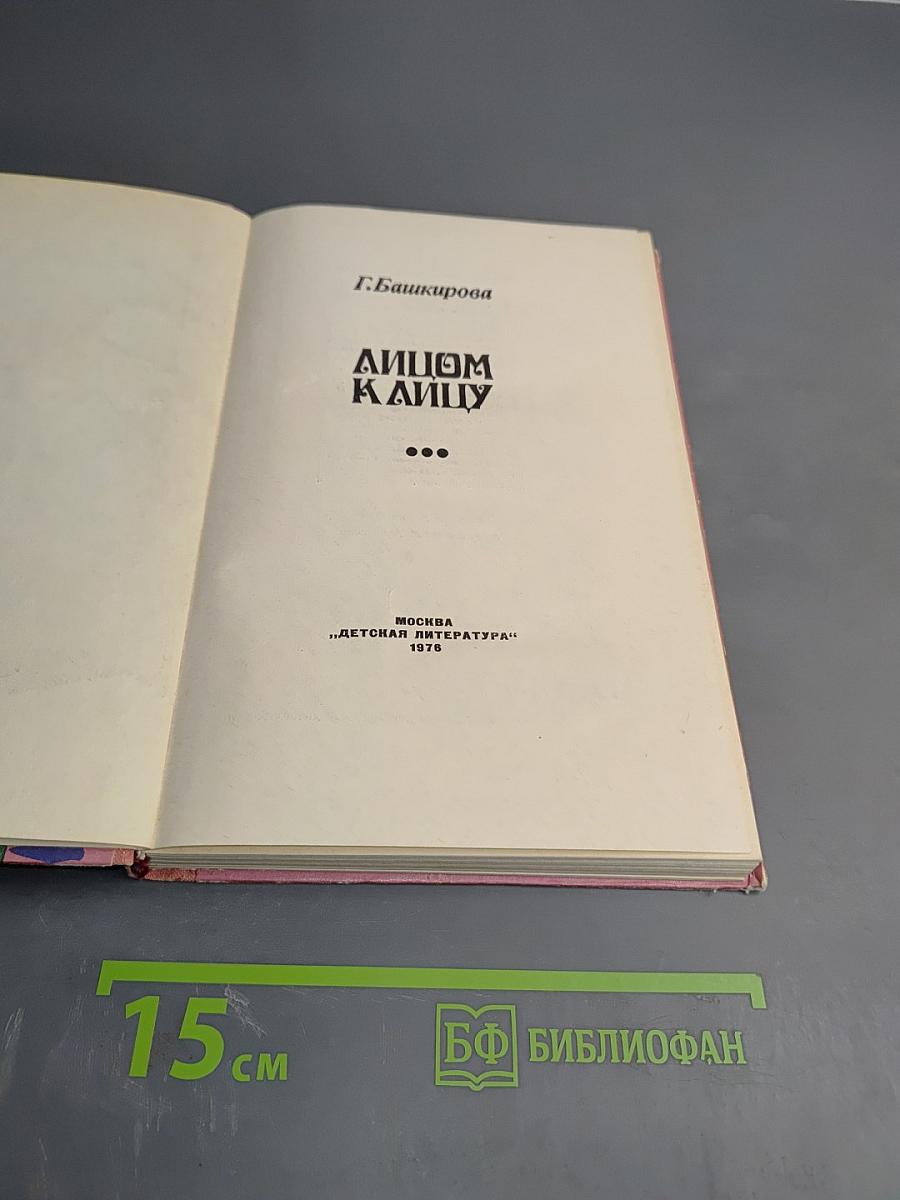 Г.Башкирова
ЛИЦОМ
К ЛИЦУ
МОСКВА
„ДЕТСКАЯ ЛИТЕРАТУРА“
1976
15 см
БФ БИБЛИОФАН